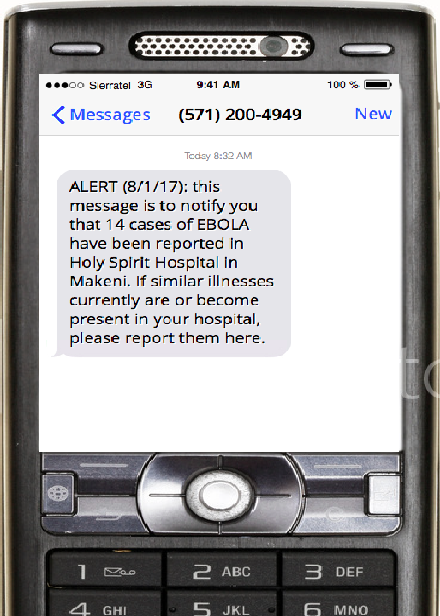 ●●●○○ Sierratel 3G 9:41 AM 100 %
Messages (571) 200-4949 New
Today 8:32 AM
ALERT (8/1/17): this
message is to notify you
that 14 cases of EBOLA
have been reported in
Holy Spirit Hospital in
Makeni. If similar illnesses
currently are or become
present in your hospital,
please report them here.
to
1 2 ABC 3 DEF
4 GHI 5 JKL 6 MNO